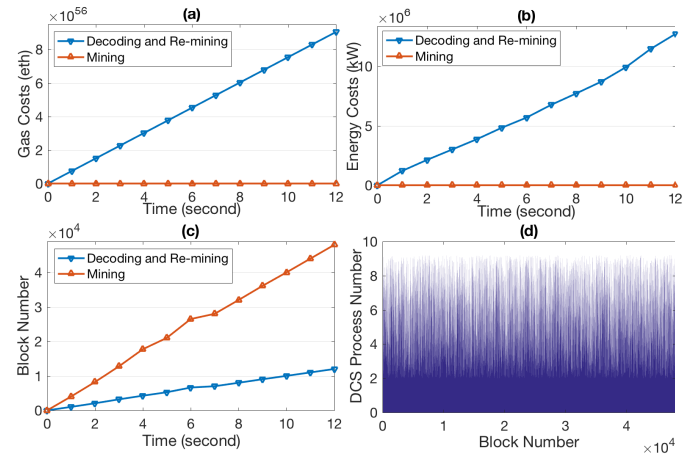 (a)
×10^56
Gas Costs (eth)
8
6
4
2
0
Decoding and Re-mining
Mining
0 2 4 6 8 10 12
Time (second)
(b)
×10^6
Energy Costs (kW)
10
5
0
Decoding and Re-mining
Mining
0 2 4 6 8 10 12
Time (second)
(c)
×10^4
Block Number
4
3
2
1
0
Decoding and Re-mining
Mining
0 2 4 6 8 10 12
Time (second)
(d)
DCS Process Number
10
8
6
4
2
0
0 1 2 3 4
Block Number
×10^4